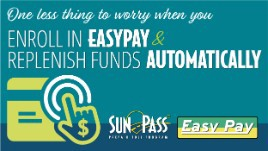 One less thing to worry when you
ENROLL IN EASYPAY &
REPLENISH FUNDS AUTOMATICALLY
$
SUNPASS
Easy Pay